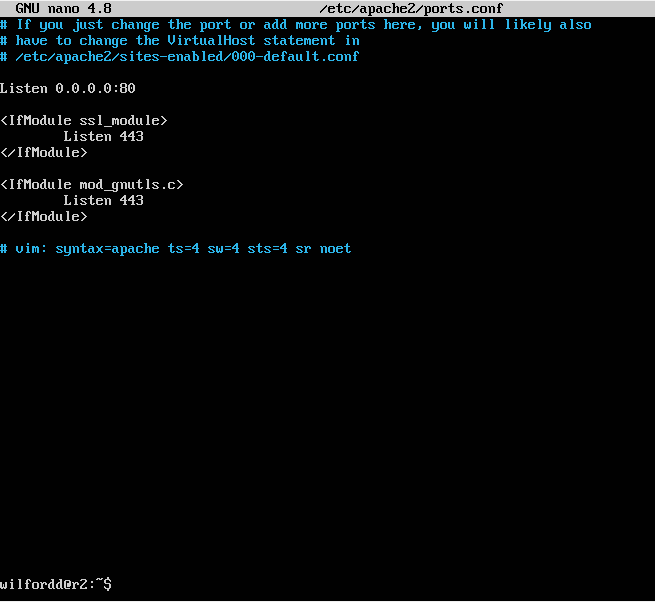 GNU nano 4.8 /etc/apache2/ports.conf
# If you just change the port or add more ports here, you will likely also
# have to change the VirtualHost statement in
# /etc/apache2/sites-enabled/000-default.conf
Listen 0.0.0.0:80
<IfModule ssl_module>
Listen 443
</IfModule>
<IfModule mod_gnutls.c>
Listen 443
</IfModule>
# vim: syntax=apache ts=4 sw=4 sts=4 sr noet
wilfordd@r2:~$